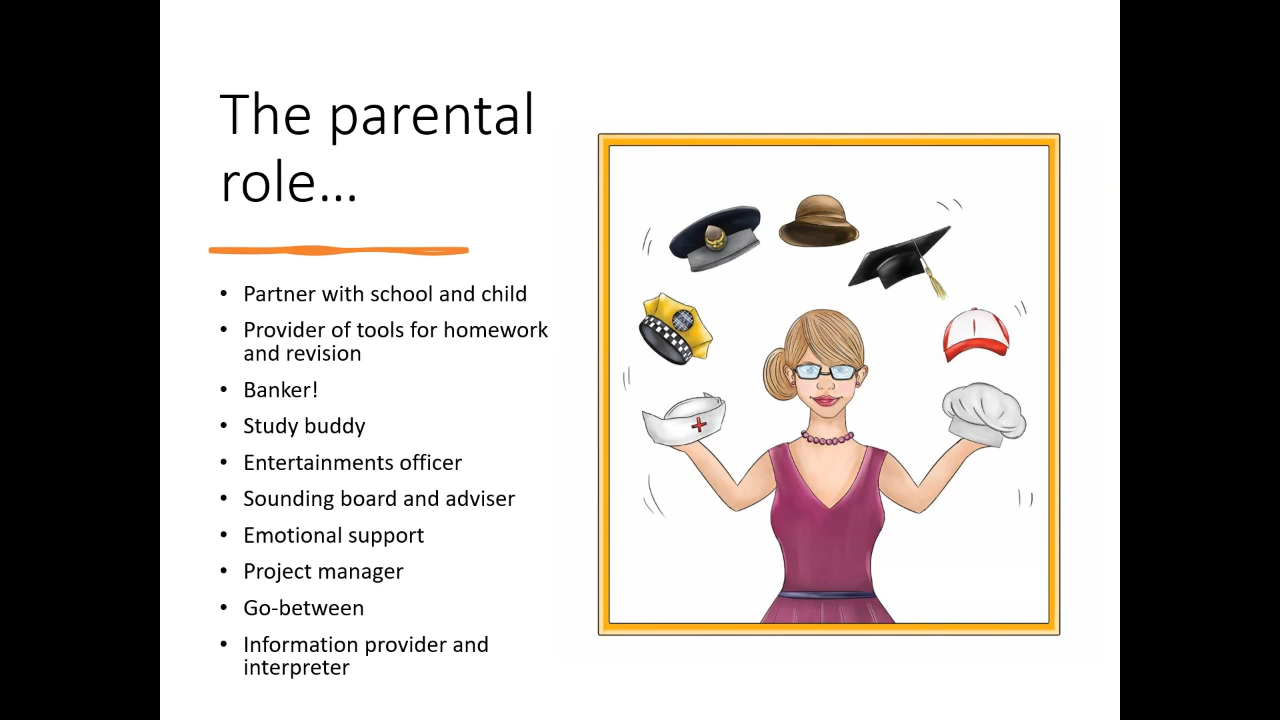 The parental
role…
• Partner with school and child
• Provider of tools for homework
and revision
• Banker!
• Study buddy
• Entertainments officer
• Sounding board and adviser
• Emotional support
• Project manager
• Go-between
• Information provider and
interpreter